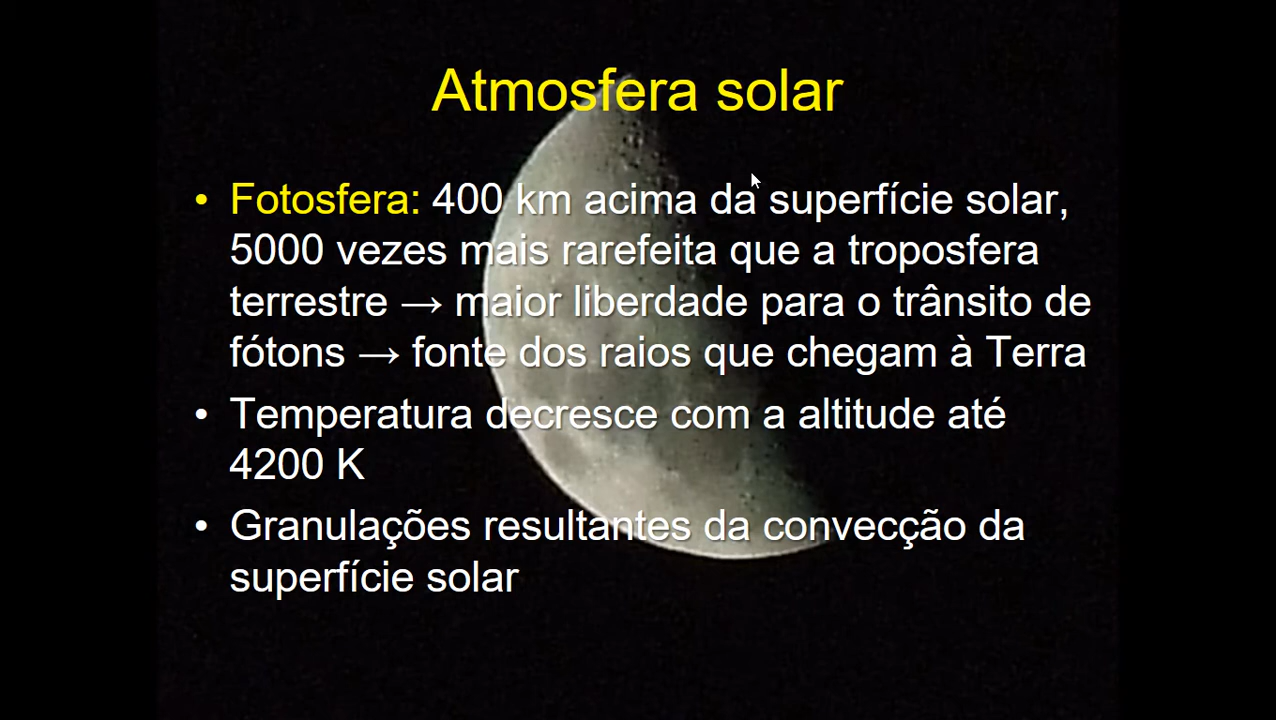 Atmosfera solar
• Fotosfera: 400 km acima da superfície solar,
5000 vezes mais rarefeita que a troposfera
terrestre → maior liberdade para o trânsito de
fótons → fonte dos raios que chegam à Terra
• Temperatura decresce com a altitude até
4200 K
• Granulações resultantes da convecção da
superfície solar